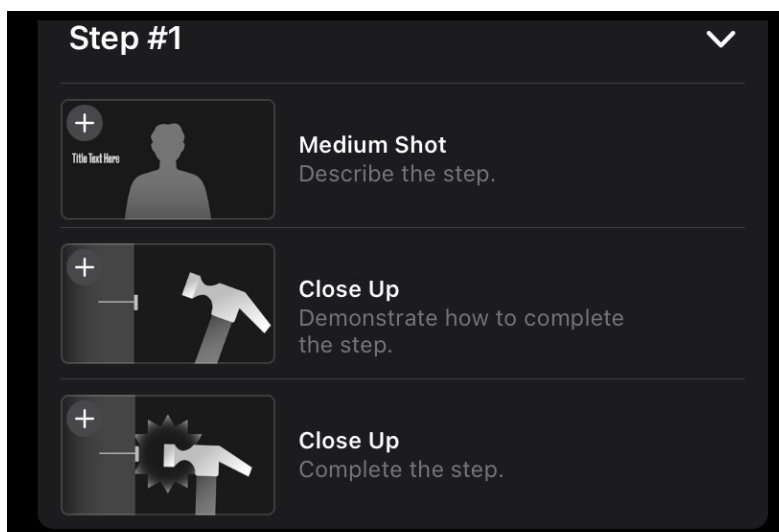 Step #1
Title Text Here
Medium Shot
Describe the step.
Close Up
Demonstrate how to complete
the step.
Close Up
Complete the step.